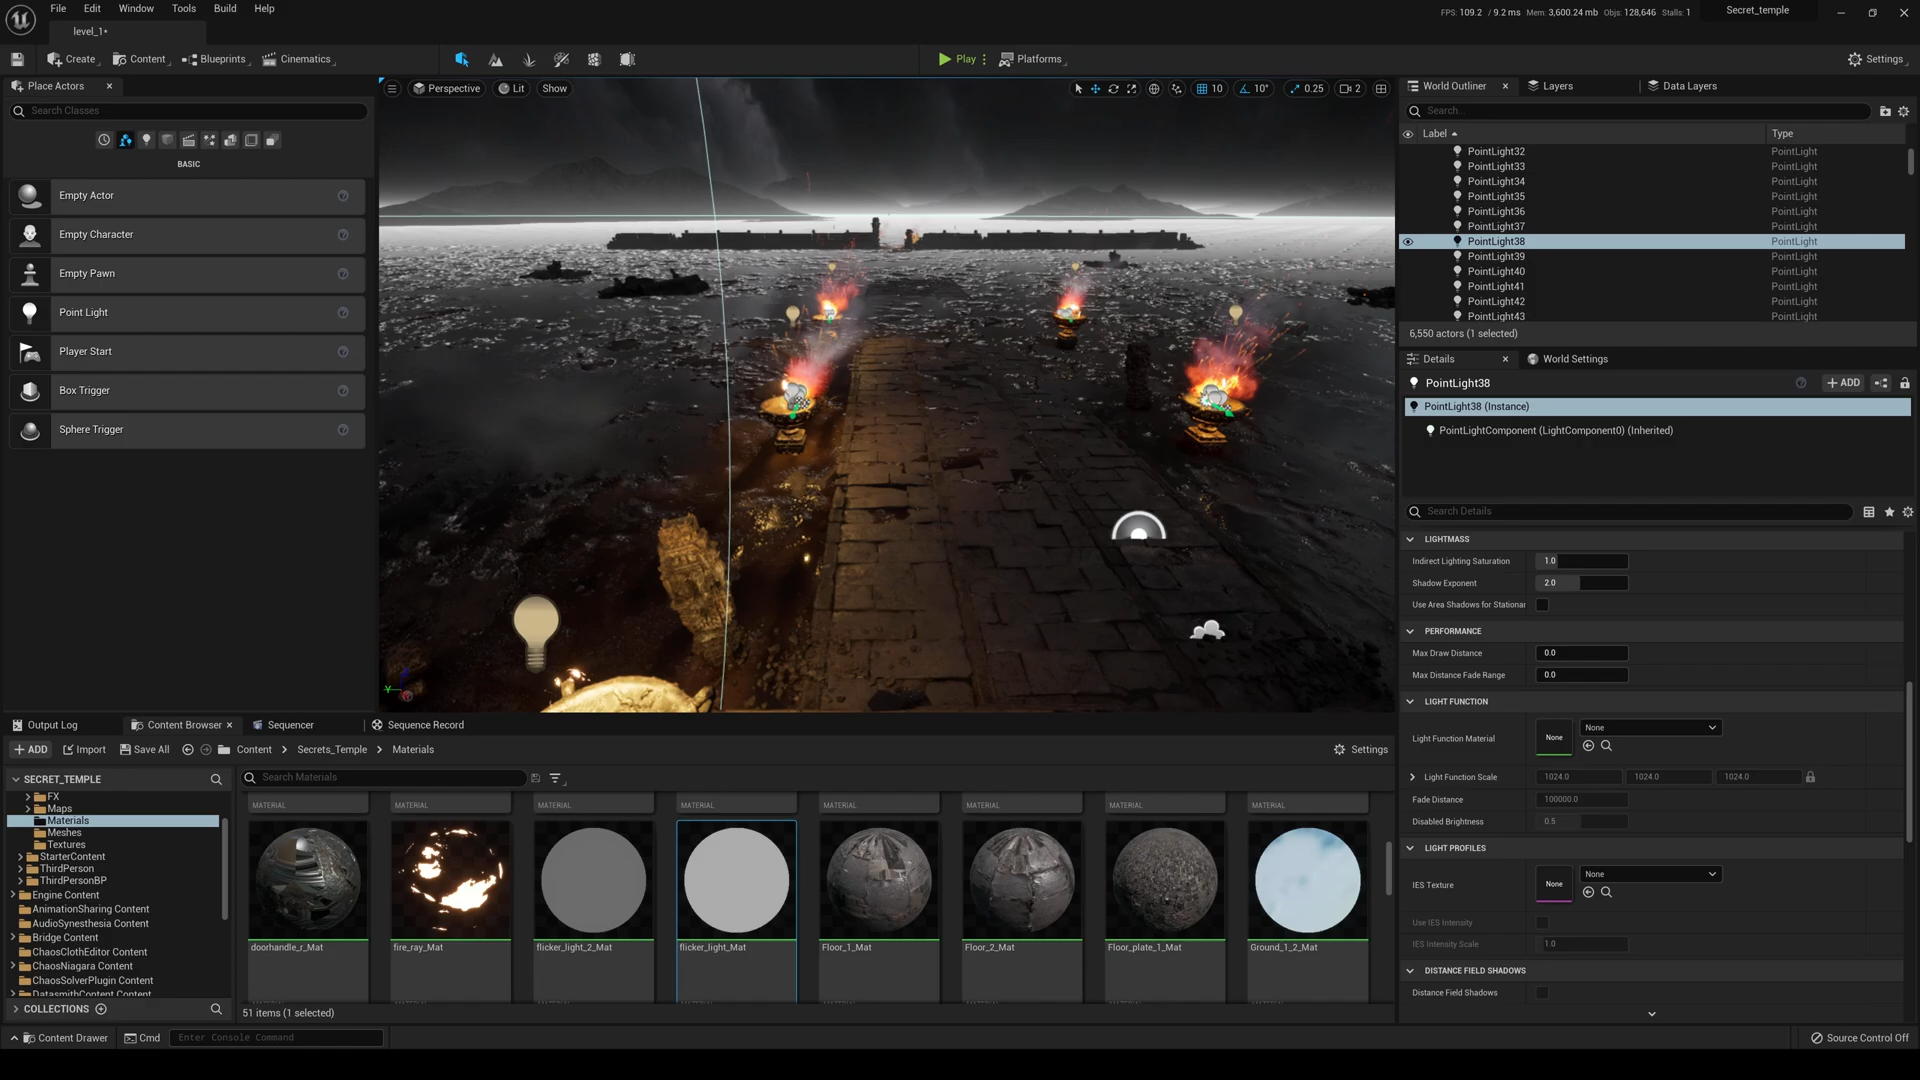 File Edit Window Tools Build Help
FPS: 109.2 / 9.2 ms Mem: 3,600.24 mb Objs: 128,646 Stalls: 1
Secret_temple
level_1*
Create
Content
Blueprints
Cinematics
Play
Platforms
Settings
Place Actors
Search Classes
BASIC
Empty Actor
Empty Character
Empty Pawn
Point Light
Player Start
Box Trigger
Sphere Trigger
Perspective
Lit
Show
10
10°
0.25
2
World Outliner
Layers
Data Layers
Search...
Label
Type
PointLight32 PointLight
PointLight33 PointLight
PointLight34 PointLight
PointLight35 PointLight
PointLight36 PointLight
PointLight37 PointLight
PointLight38 PointLight
PointLight39 PointLight
PointLight40 PointLight
PointLight41 PointLight
PointLight42 PointLight
PointLight43 PointLight
6,550 actors (1 selected)
Details
World Settings
PointLight38
+ ADD
PointLight38 (Instance)
PointLightComponent (LightComponent0) (Inherited)
Search Details
LIGHTMASS
Indirect Lighting Saturation 1.0
Shadow Exponent 2.0
Use Area Shadows for Stationar
PERFORMANCE
Max Draw Distance 0.0
Max Distance Fade Range 0.0
LIGHT FUNCTION
Light Function Material None None
Light Function Scale 1024.0 1024.0 1024.0
Fade Distance 100000.0
Disabled Brightness 0.5
LIGHT PROFILES
IES Texture None None
Use IES Intensity
IES Intensity Scale 1.0
DISTANCE FIELD SHADOWS
Distance Field Shadows
Output Log
Content Browser
Sequencer
Sequence Record
+ ADD
Import
Save All
Content > Secrets_Temple > Materials
Settings
SECRET_TEMPLE
Search Materials
FX
Maps
Materials
Meshes
Textures
StarterContent
ThirdPerson
ThirdPersonBP
Engine Content
AnimationSharing Content
AudioSynesthesia Content
Bridge Content
ChaosClothEditor Content
ChaosNiagara Content
ChaosSolverPlugin Content
DatasmithContent Content
COLLECTIONS
MATERIAL MATERIAL MATERIAL MATERIAL MATERIAL MATERIAL MATERIAL MATERIAL
doorhandle_r_Mat
fire_ray_Mat
flicker_light_2_Mat
flicker_light_Mat
Floor_1_Mat
Floor_2_Mat
Floor_plate_1_Mat
Ground_1_2_Mat
51 items (1 selected)
Content Drawer
Cmd
Enter Console Command
Source Control Off